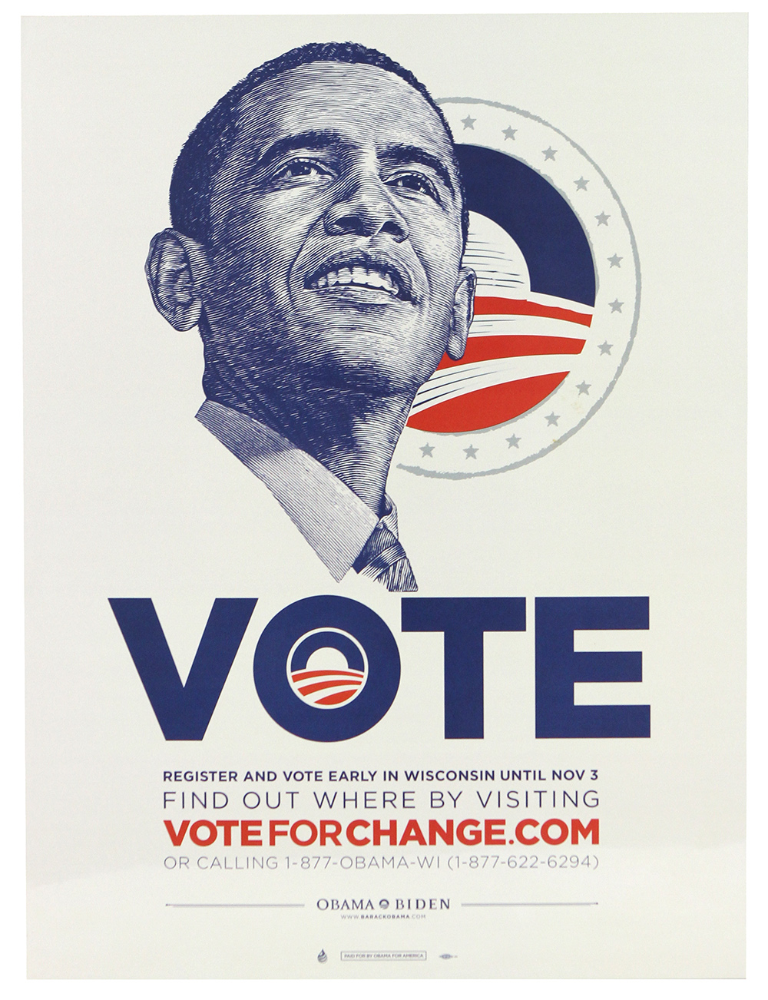 VOTE
REGISTER AND VOTE EARLY IN WISCONSIN UNTIL NOV 3
FIND OUT WHERE BY VISITING
VOTEFORCHANGE.COM
OR CALLING 1-877-OBAMA-WI (1-877-622-6294)
OBAMA BIDEN
WWW.BARACKOBAMA.COM
PAID FOR BY OBAMA FOR AMERICA